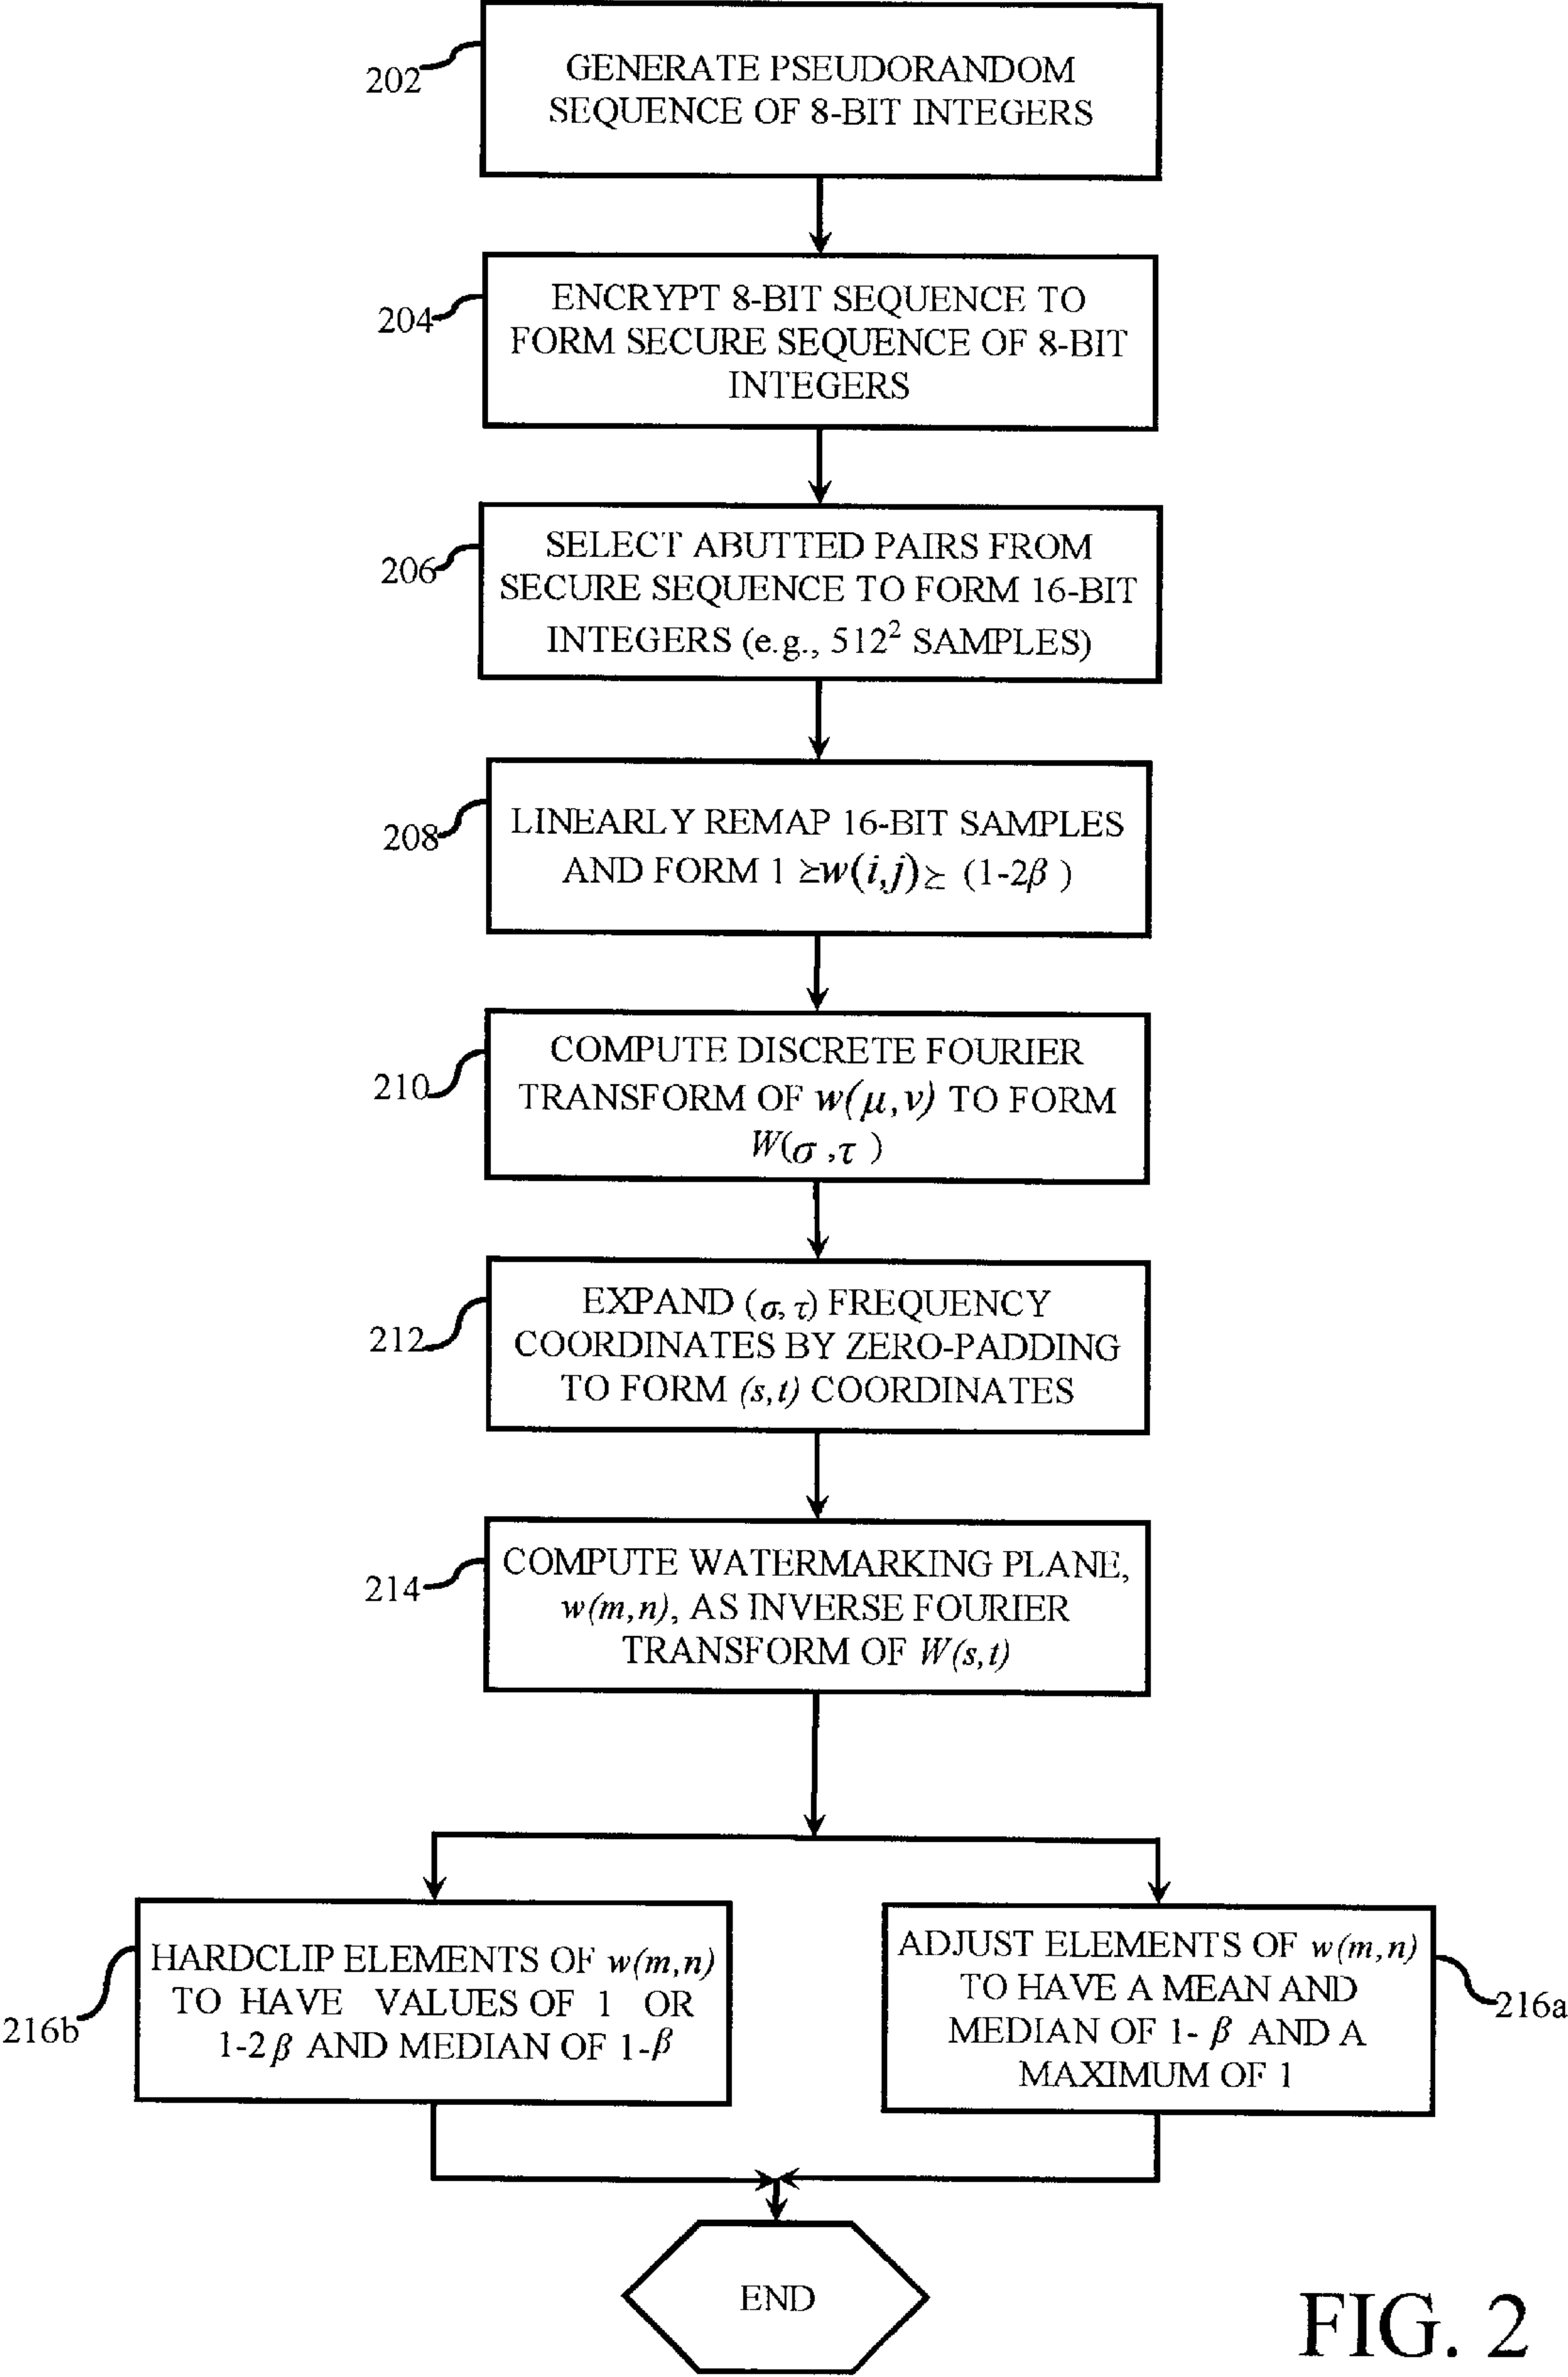 202
GENERATE PSEUDORANDOM
SEQUENCE OF 8-BIT INTEGERS
204
ENCRYPT 8-BIT SEQUENCE TO
FORM SECURE SEQUENCE OF 8-BIT
INTEGERS
206
SELECT ABUTTED PAIRS FROM
SECURE SEQUENCE TO FORM 16-BIT
INTEGERS (e.g., 512² SAMPLES)
208
LINEARLY REMAP 16-BIT SAMPLES
AND FORM 1 ≥w(i,j)≥ (1-2β )
210
COMPUTE DISCRETE FOURIER
TRANSFORM OF w(μ,ν) TO FORM
W(σ ,τ )
212
EXPAND (σ, τ) FREQUENCY
COORDINATES BY ZERO-PADDING
TO FORM (s,t) COORDINATES
214
COMPUTE WATERMARKING PLANE,
w(m,n), AS INVERSE FOURIER
TRANSFORM OF W(s,t)
216b
HARDCLIP ELEMENTS OF w(m,n)
TO HAVE VALUES OF 1 OR
1-2β AND MEDIAN OF 1-β
216a
ADJUST ELEMENTS OF w(m,n)
TO HAVE A MEAN AND
MEDIAN OF 1- β AND A
MAXIMUM OF 1
END
FIG. 2